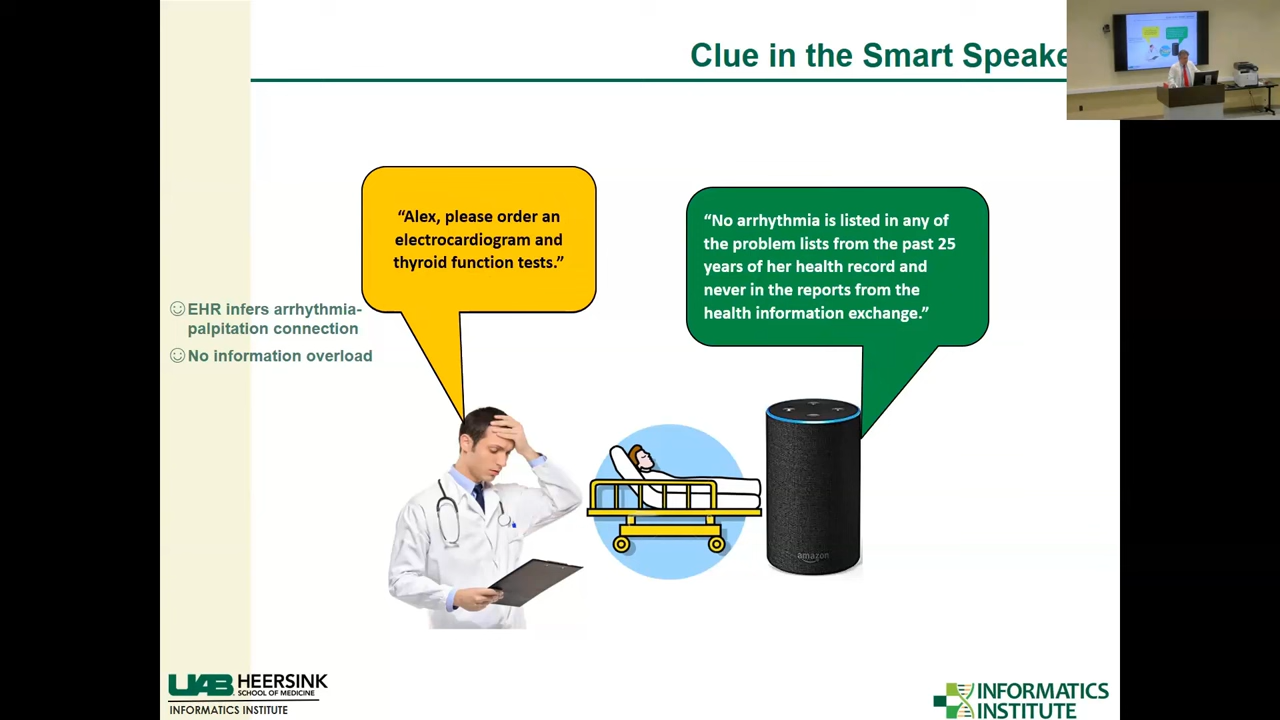 Clue in the Smart Speake
“Alex, please order an
electrocardiogram and
thyroid function tests.”
“No arrhythmia is listed in any of
the problem lists from the past 25
years of her health record and
never in the reports from the
health information exchange.”
☺EHR infers arrhythmia-
palpitation connection
☺No information overload
amazon
UAB HEERSINK
SCHOOL OF MEDICINE
INFORMATICS INSTITUTE
INFORMATICS
INSTITUTE